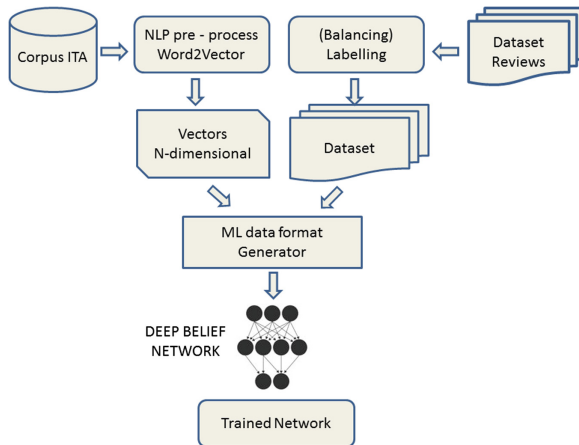 Corpus ITA
NLP pre - process
Word2Vector
(Balancing)
Labelling
Dataset
Reviews
Vectors
N-dimensional
Dataset
ML data format
Generator
DEEP BELIEF
NETWORK
Trained Network